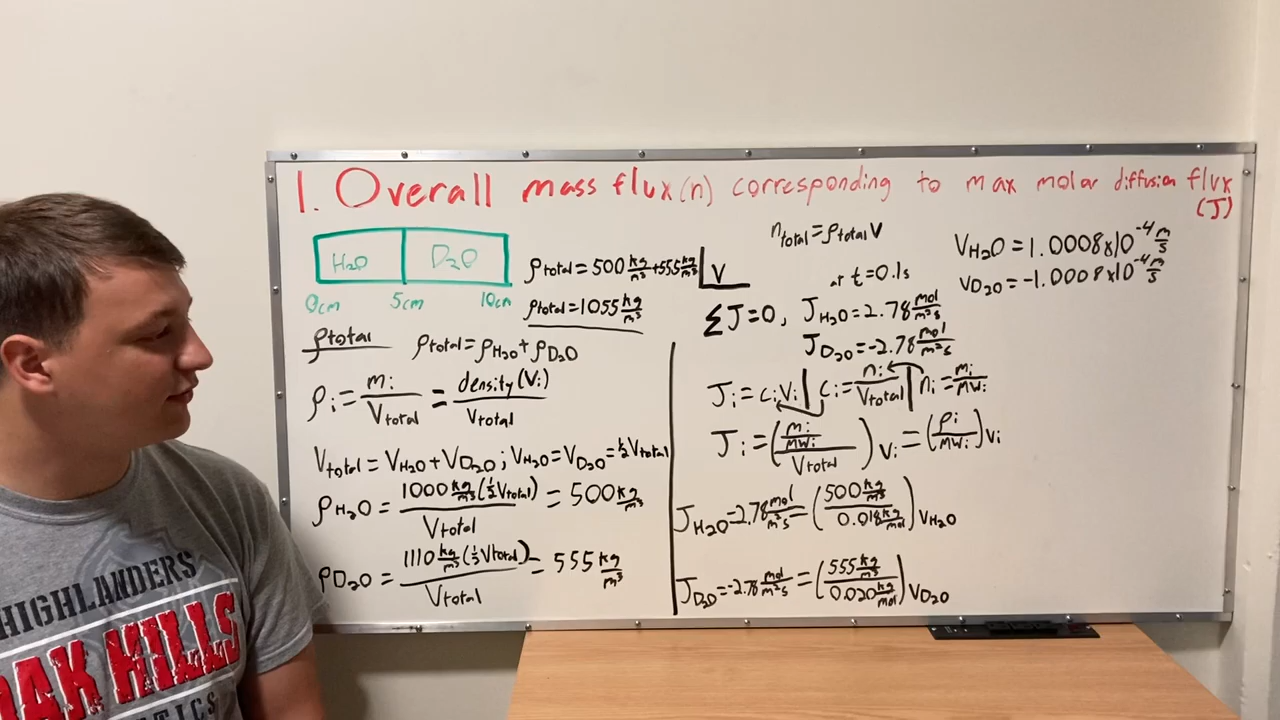 1. Overall mass flux(n) corresponding to max molar diffusion flux (J)
H₂O D₂O
0cm 5cm 10cm
ρtotal = 500 kg/m³ + 555 kg/m³
ρtotal = 1055 kg/m³
ρtotal
ρtotal = ρH₂O + ρD₂O
ρi = mi/Vtotal = density(Vi)/Vtotal
Vtotal = VH₂O + VD₂O ; VH₂O = VD₂O = ½Vtotal
ρH₂O = 1000 kg/m³ (½Vtotal)/Vtotal = 500 kg/m³
ρD₂O = 1110 kg/m³ (½Vtotal)/Vtotal = 555 kg/m³
ntotal = ρtotal V
V
at t=0.1s
ΣJ=0, JH₂O = 2.78 mol/m²s
JD₂O = -2.78 mol/m²s
Ji = ciVi | ci = ni/Vtotal | ni = mi/MWi
Ji = ((mi/MWi)/Vtotal) Vi = (ρi/MWi) Vi
JH₂O = 2.78 mol/m²s = (500 kg/m³ / 0.018 kg/mol) VH₂O
JD₂O = -2.78 mol/m²s = (555 kg/m³ / 0.020 kg/mol) VD₂O
VH₂O = 1.0008x10⁻⁴ m/s
VD₂O = -1.0008x10⁻⁴ m/s
HIGHLANDERS
OAK HILLS